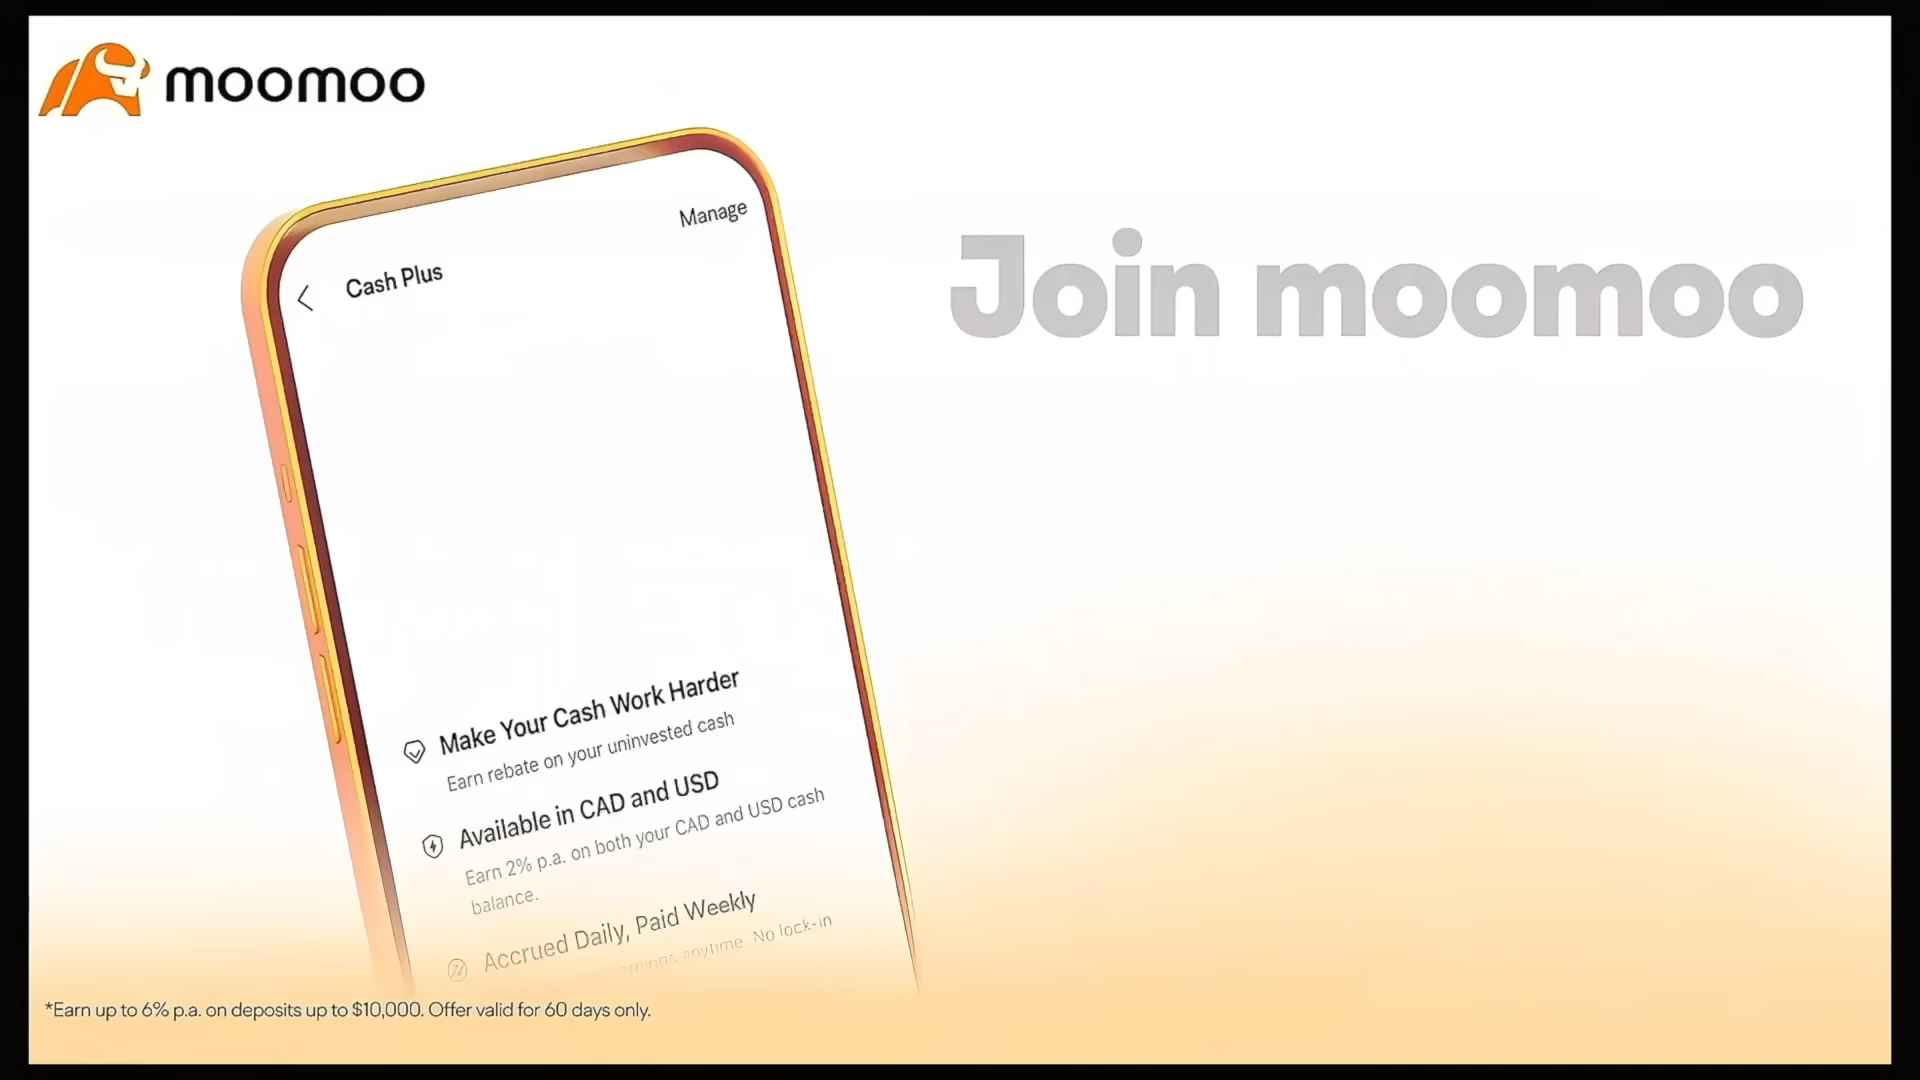 moomoo
Manage
Cash Plus
Join moomoo
Make Your Cash Work Harder
Earn rebate on your uninvested cash
Available in CAD and USD
Earn 2% p.a. on both your CAD and USD cash
balance.
Accrued Daily, Paid Weekly
anytime. No lock-in
*Earn up to 6% p.a. on deposits up to $10,000. Offer valid for 60 days only.